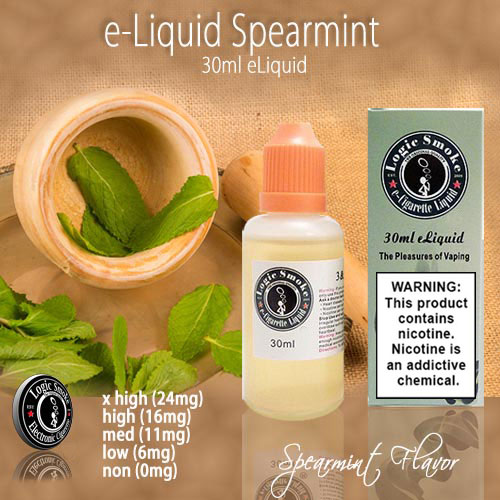 e-Liquid Spearmint
30ml eLiquid
Logic Smoke
e-Cigarette Liquid
30ml eLiquid
The Pleasures of Vaping
WARNING:
This product
contains
nicotine.
Nicotine is
an addictive
chemical.
Logic Smoke
e-Cigarette Liquid
30ml
Logic Smoke
Electronic Cigarettes
x high (24mg)
high (16mg)
med (11mg)
low (6mg)
non (0mg)
Spearmint Flavor